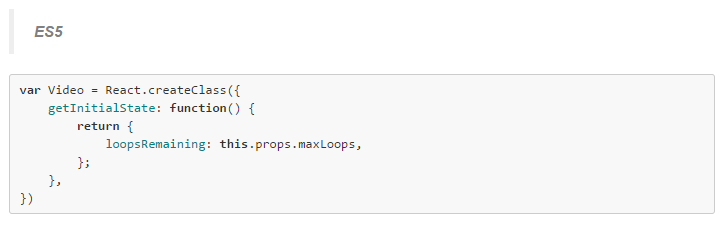 ES5
var Video = React.createClass({
    getInitialState: function() {
        return {
            loopsRemaining: this.props.maxLoops,
        };
    },
})